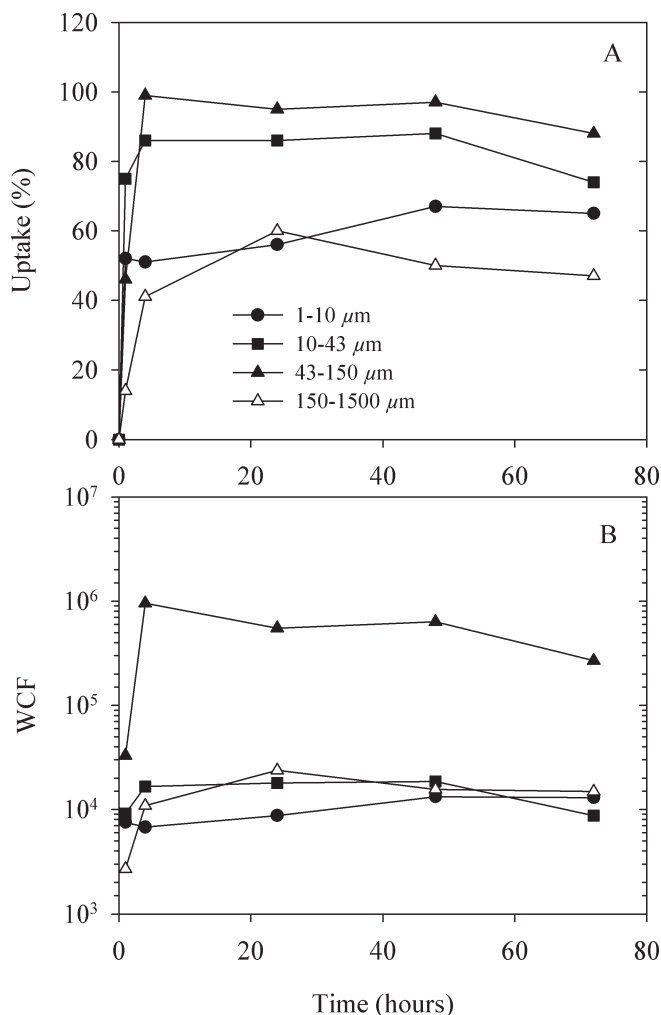 120
A
100
80
60
40
20
0
Uptake (%)
1-10 µm
10-43 µm
43-150 µm
150-1500 µm
0 20 40 60 80
10⁷
B
10⁶
10⁵
10⁴
10³
WCF
0 20 40 60 80
Time (hours)